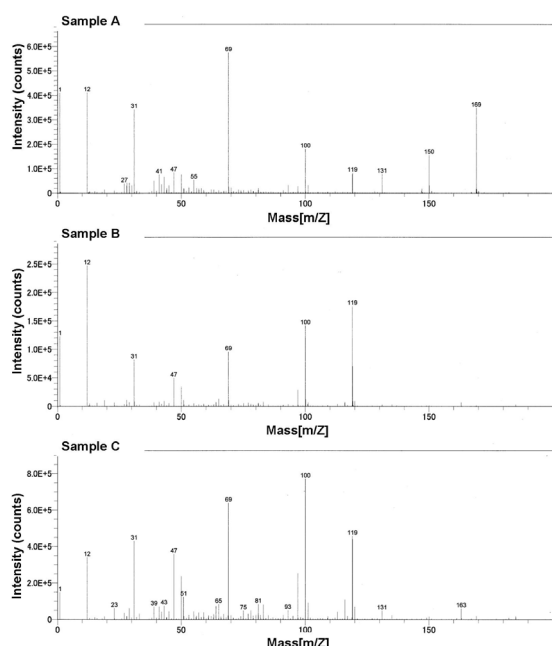 Sample A
Intensity (counts)
6.0E+5
5.0E+5
4.0E+5
3.0E+5
2.0E+5
1.0E+5
0
1 12 27 31 41 47 55 69 100 119 131 150 169
0 50 100 150
Mass[m/Z]
Sample B
Intensity (counts)
2.5E+5
2.0E+5
1.5E+5
1.0E+5
5.0E+4
0
1 12 31 47 69 100 119
0 50 100 150
Mass[m/Z]
Sample C
Intensity (counts)
8.0E+5
6.0E+5
4.0E+5
2.0E+5
0
1 12 23 31 39 43 47 51 65 69 75 81 93 100 119 131 163
0 50 100 150
Mass[m/Z]